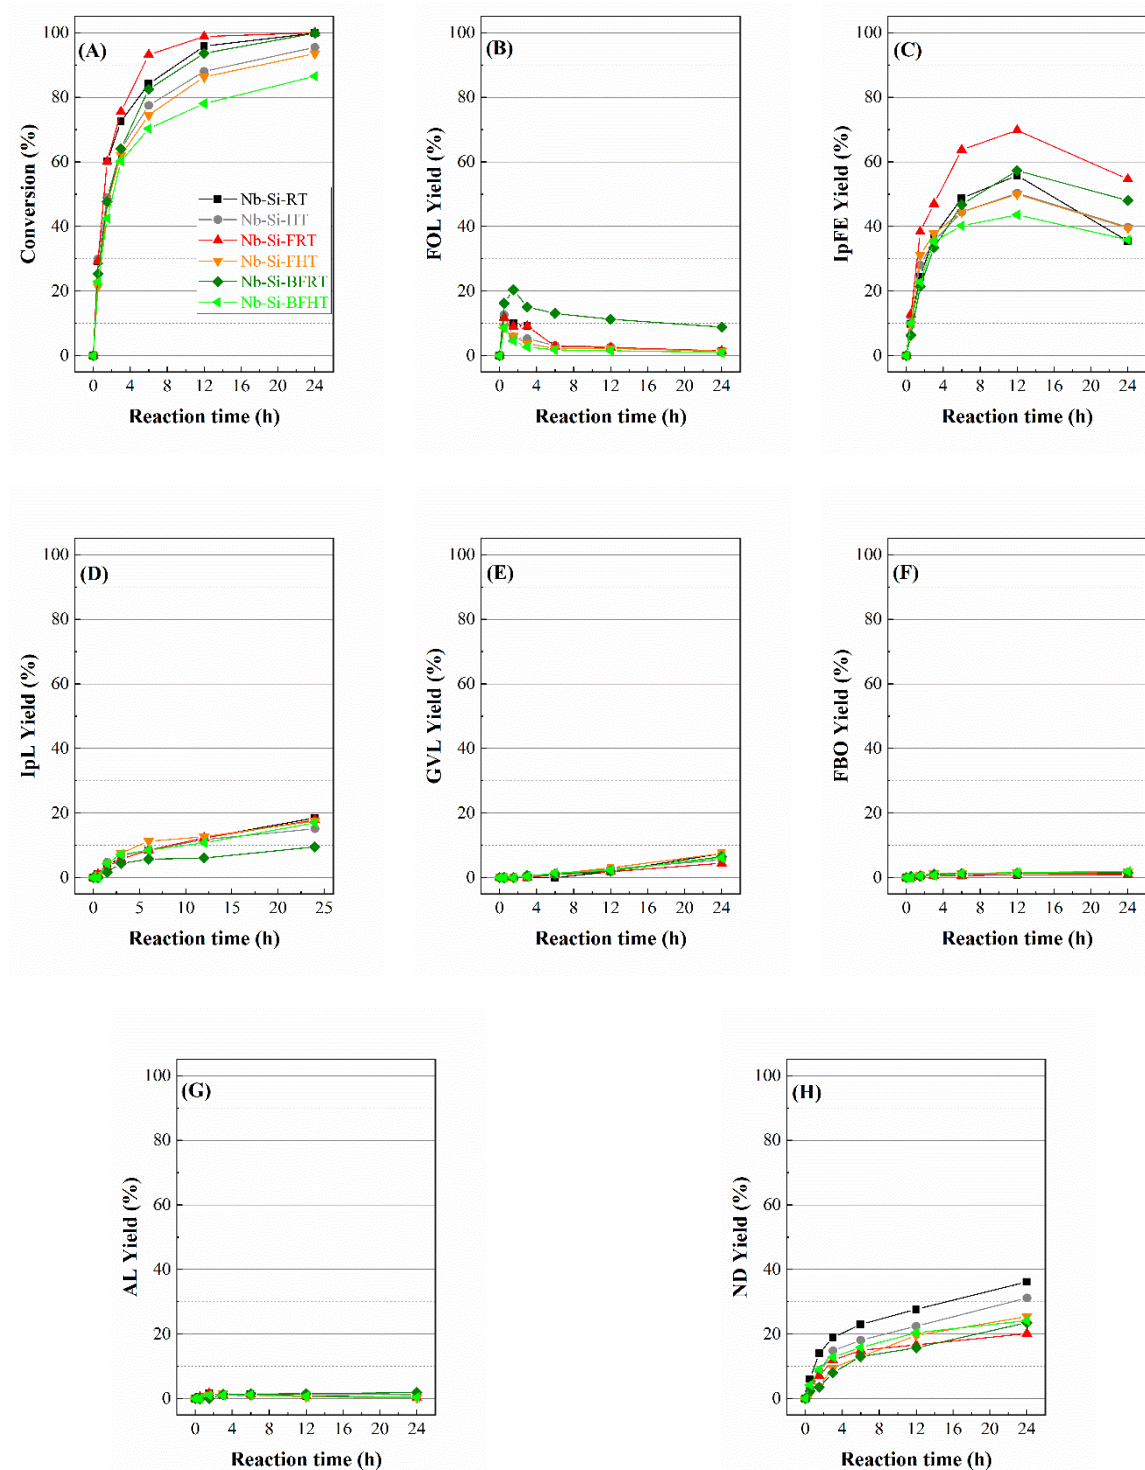 (A)
Conversion (%)
100
80
60
40
20
0
Nb-Si-RT
Nb-Si-HT
Nb-Si-FRT
Nb-Si-FHT
Nb-Si-BFRT
Nb-Si-BFHT
0 4 8 12 16 20 24
Reaction time (h)
(B)
FOL Yield (%)
100
80
60
40
20
0
0 4 8 12 16 20 24
Reaction time (h)
(C)
IpFE Yield (%)
100
80
60
40
20
0
0 4 8 12 16 20 24
Reaction time (h)
(D)
IpL Yield (%)
100
80
60
40
20
0
0 5 10 15 20 25
Reaction time (h)
(E)
GVL Yield (%)
100
80
60
40
20
0
0 4 8 12 16 20 24
Reaction time (h)
(F)
FBO Yield (%)
100
80
60
40
20
0
0 4 8 12 16 20 24
Reaction time (h)
(G)
AL Yield (%)
100
80
60
40
20
0
0 4 8 12 16 20 24
Reaction time (h)
(H)
ND Yield (%)
100
80
60
40
20
0
0 4 8 12 16 20 24
Reaction time (h)